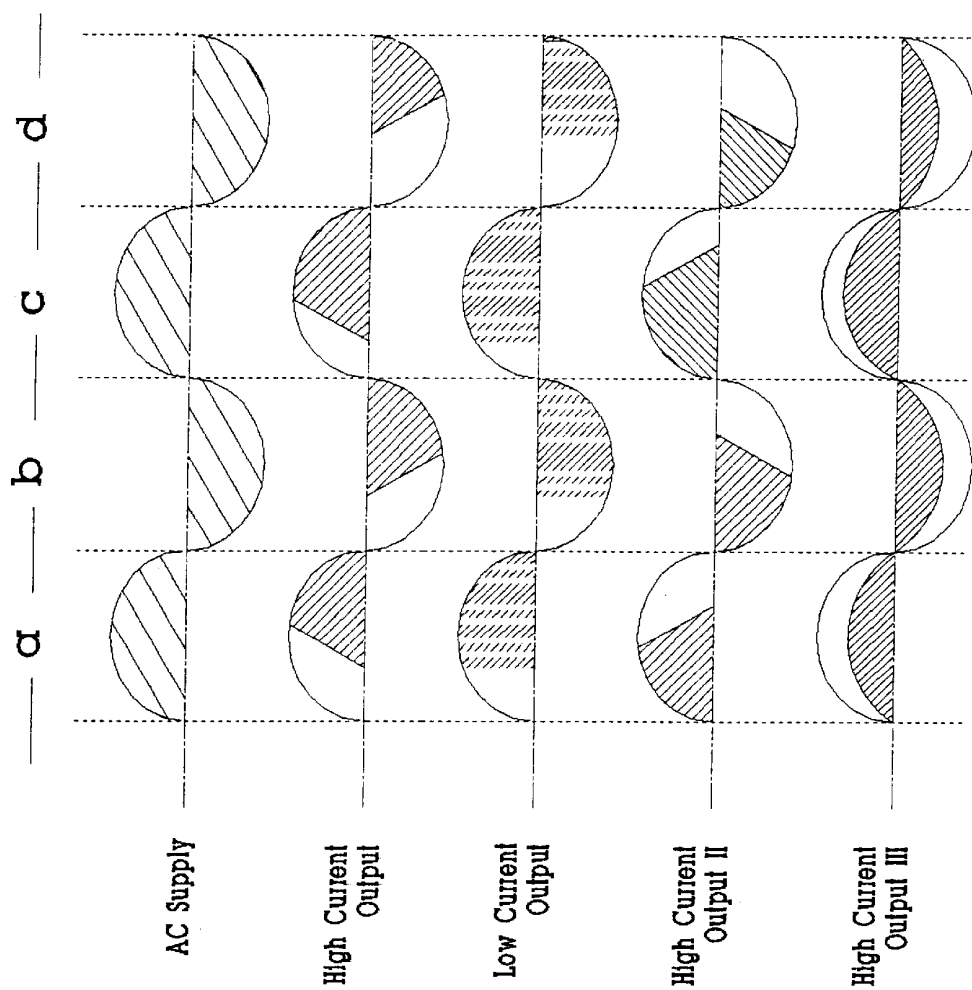 a b c d
AC Supply
High Current
Output
Low Current
Output
High Current
Output II
High Current
Output III